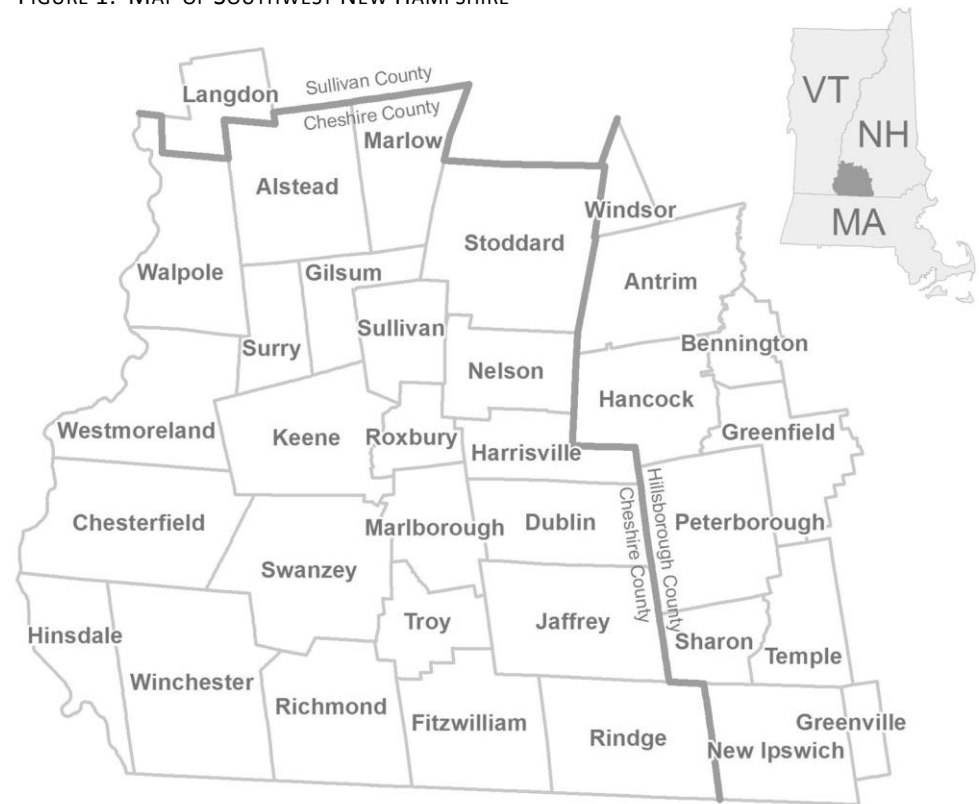 FIGURE 1: MAP OF SOUTHWEST NEW HAMPSHIRE
VT
NH
MA
Sullivan County
Cheshire County
Langdon
Marlow
Alstead
Windsor
Stoddard
Walpole
Gilsum
Antrim
Sullivan
Surry
Bennington
Nelson
Hancock
Westmoreland
Keene
Roxbury
Harrisville
Greenfield
Hillsborough County
Cheshire County
Chesterfield
Marlborough
Dublin
Peterborough
Swanzey
Hinsdale
Troy
Jaffrey
Sharon
Temple
Winchester
Richmond
Fitzwilliam
Rindge
Greenville
New Ipswich